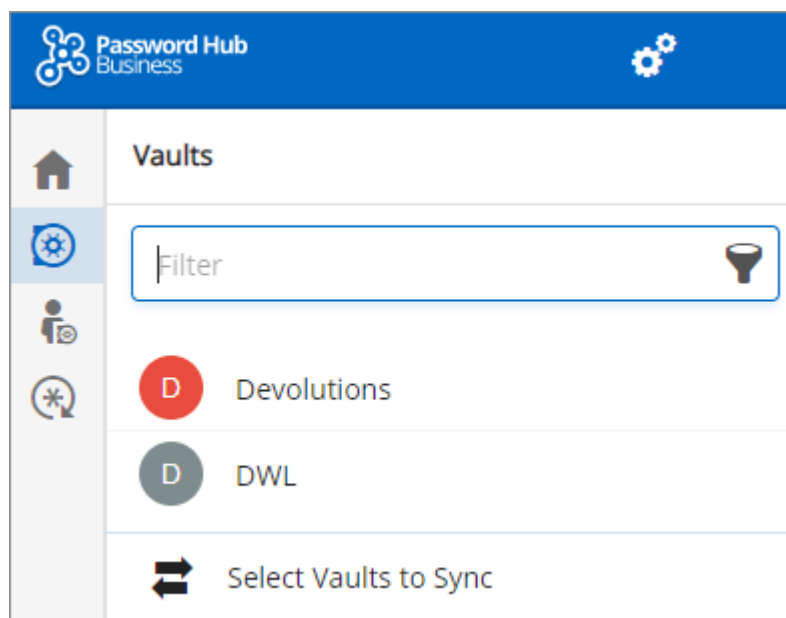 Password Hub
Business
Vaults
Filter
D Devolutions
D DWL
Select Vaults to Sync